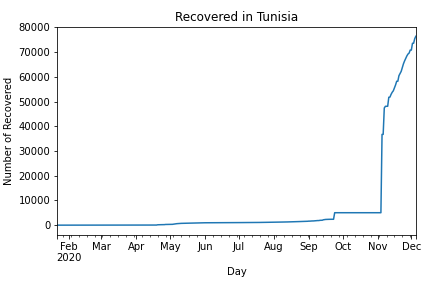 Recovered in Tunisia
80000
70000
60000
50000
40000
30000
20000
10000
0
Number of Recovered
Feb Mar Apr May Jun Jul Aug Sep Oct Nov Dec
2020
Day